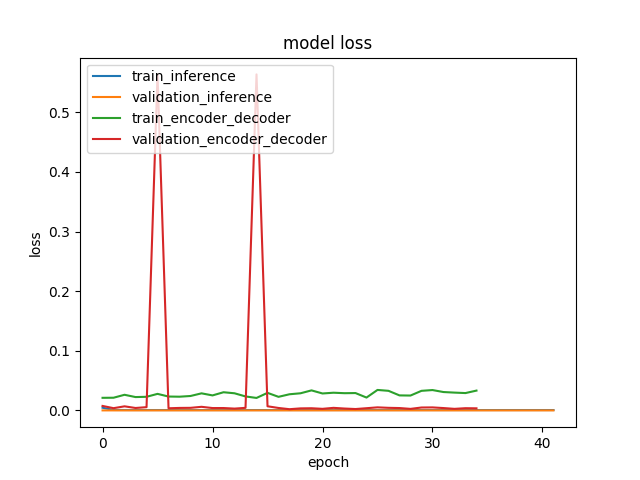 model loss
train_inference
validation_inference
train_encoder_decoder
validation_encoder_decoder
0.5
0.4
0.3
0.2
0.1
0.0
loss
0 10 20 30 40
epoch